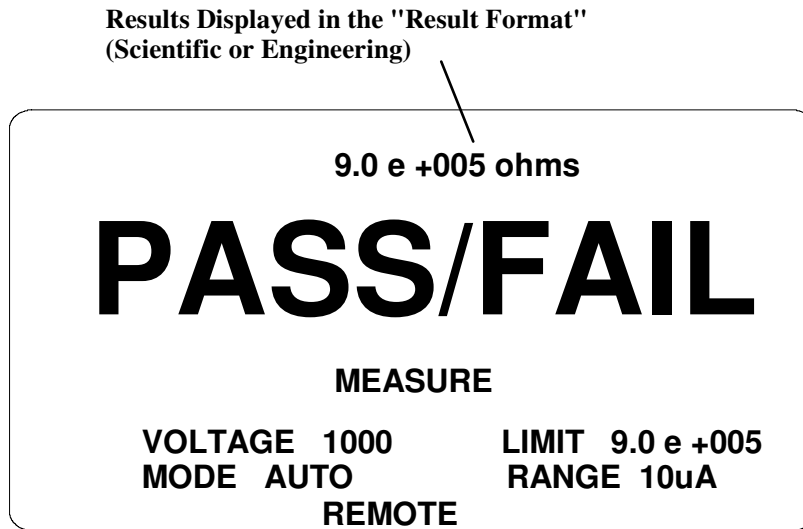 Results Displayed in the "Result Format"
(Scientific or Engineering)
9.0 e +005 ohms
PASS/FAIL
MEASURE
VOLTAGE 1000 LIMIT 9.0 e +005
MODE AUTO RANGE 10uA
REMOTE